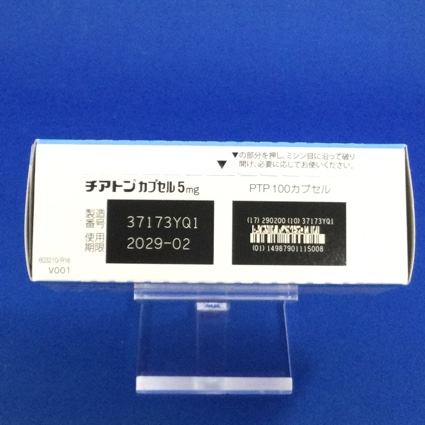 ▼の部分を押し、ミシン目に沿って破り
開け、必要に応じてお使いください。
チアトンカプセル5mg
PTP100カプセル
製造番号 37173YQ1
使用期限 2029-02
(17) 290200 (10) 37173YQ1
(01) 14987901115008
V001